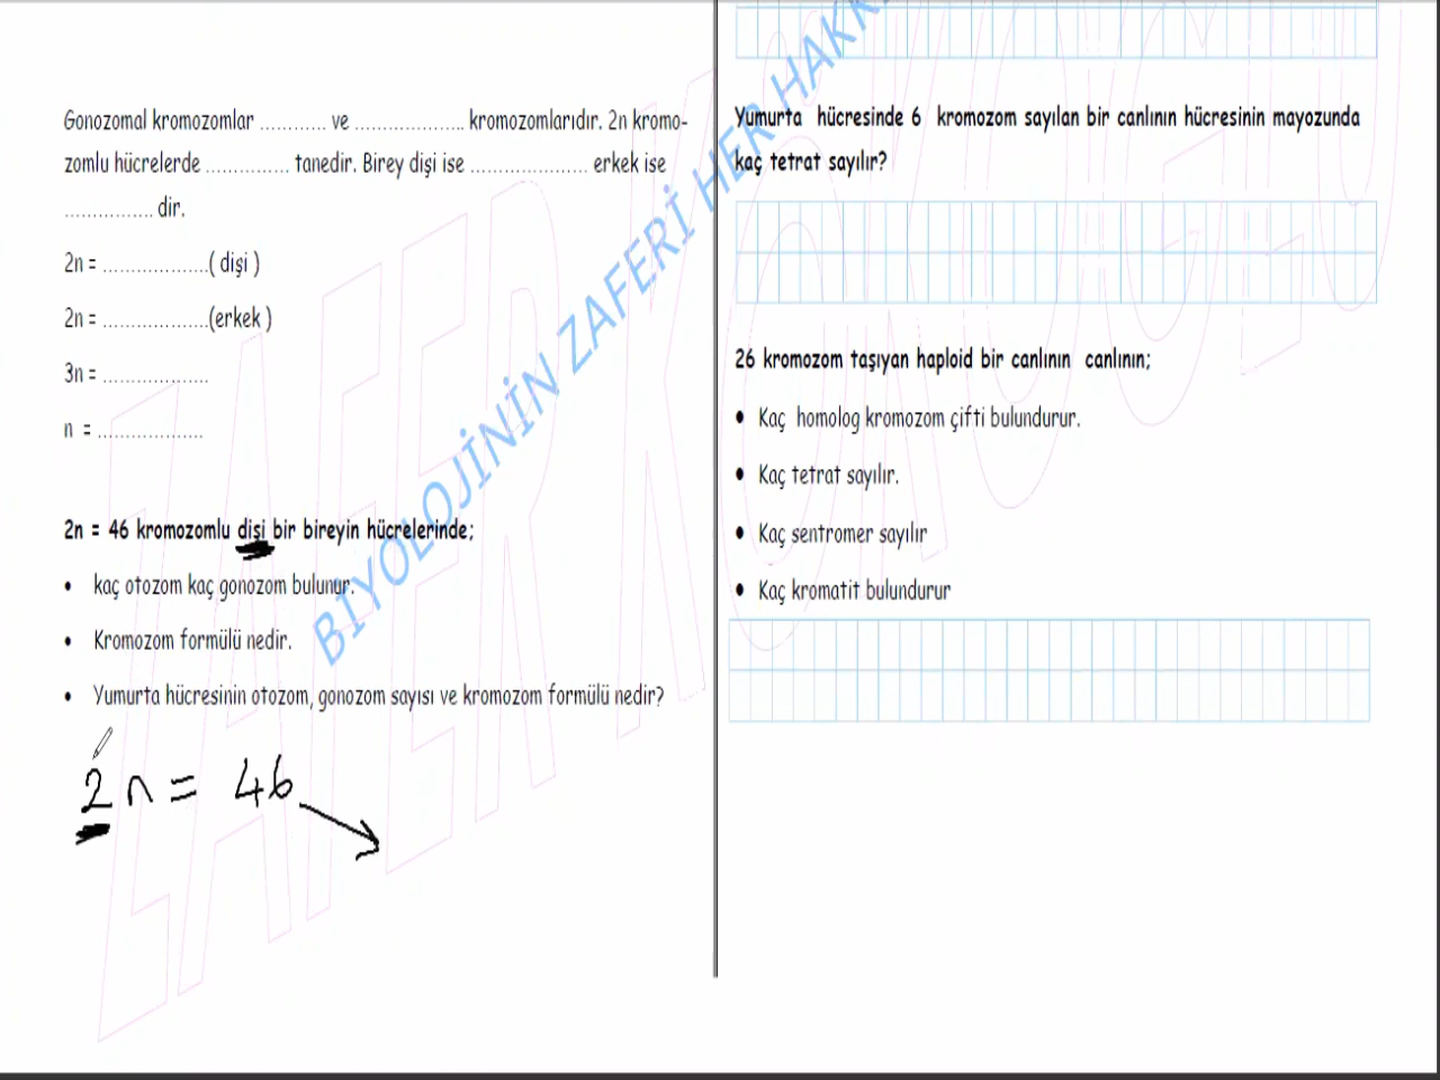 Gonozomal kromozomlar ............ ve .................... kromozomlarıdır. 2n kromo-
zomlu hücrelerde ............... tanedir. Birey dişi ise ..................... erkek ise
................ dir.
2n = ...................( dişi )
2n = ...................(erkek )
3n = ...................
n = ...................
2n = 46 kromozomlu dişi bir bireyin hücrelerinde;
• kaç otozom kaç gonozom bulunur.
• Kromozom formülü nedir.
• Yumurta hücresinin otozom, gonozom sayısı ve kromozom formülü nedir?
2n = 46
Yumurta hücresinde 6 kromozom sayılan bir canlının hücresinin mayozunda
kaç tetrat sayılır?
26 kromozom taşıyan haploid bir canlının canlının;
• Kaç homolog kromozom çifti bulundurur.
• Kaç tetrat sayılır.
• Kaç sentromer sayılır
• Kaç kromatit bulundurur
BİYOLOJİNİN ZAFERİ HER HAKKI